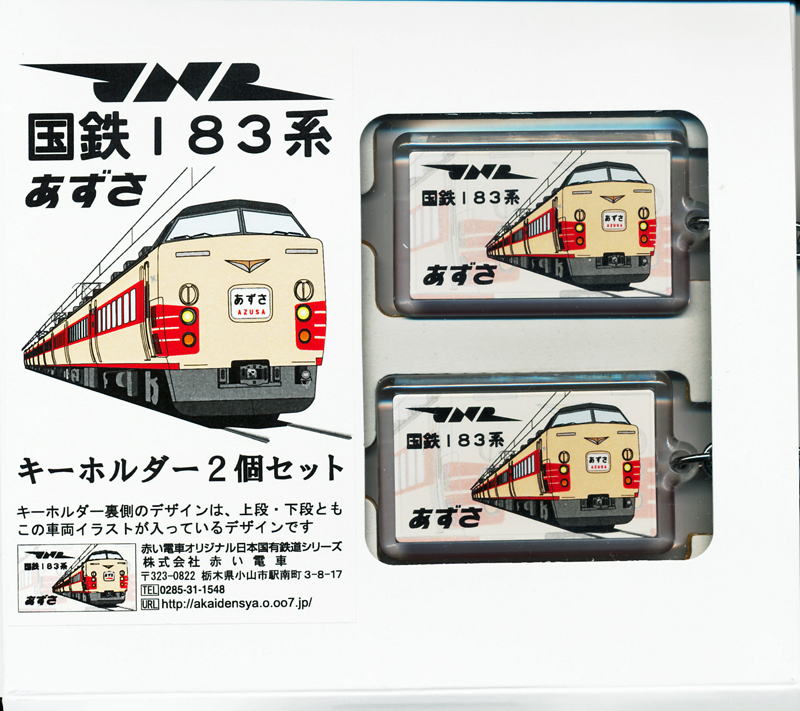 JNR
国鉄183系
あずさ
あずさ
AZUSA
キーホルダー2個セット
キーホルダー裏側のデザインは、上段・下段とも
この車両イラストが入っているデザインです
JNR
国鉄183系
あずさ
あずさ
赤い電車オリジナル日本国有鉄道シリーズ
株式会社 赤い電車
〒323-0822 栃木県小山市駅南町3-8-17
TEL0285-31-1548
URL http://akaidensya.o.oo7.jp/
JNR
国鉄183系
あずさ
AZUSA
あずさ
JNR
国鉄183系
あずさ
AZUSA
あずさ